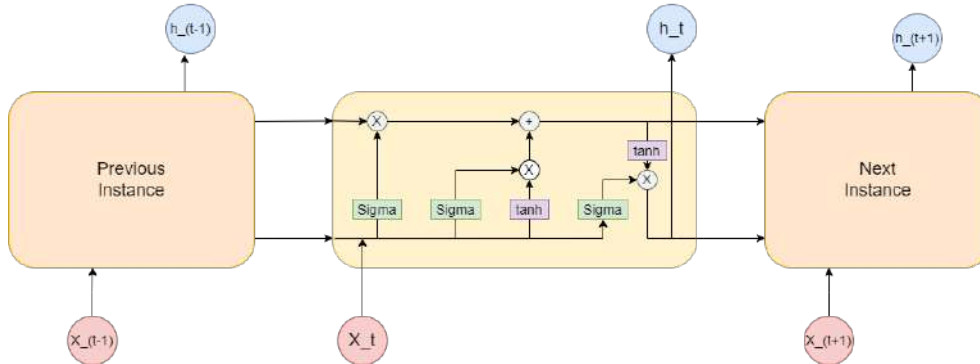 h_(t-1)
h_t
h_(t+1)
X
+
tanh
Previous
Instance
X
X
Next
Instance
Sigma
Sigma
tanh
Sigma
X_(t-1)
X_t
X_(t+1)